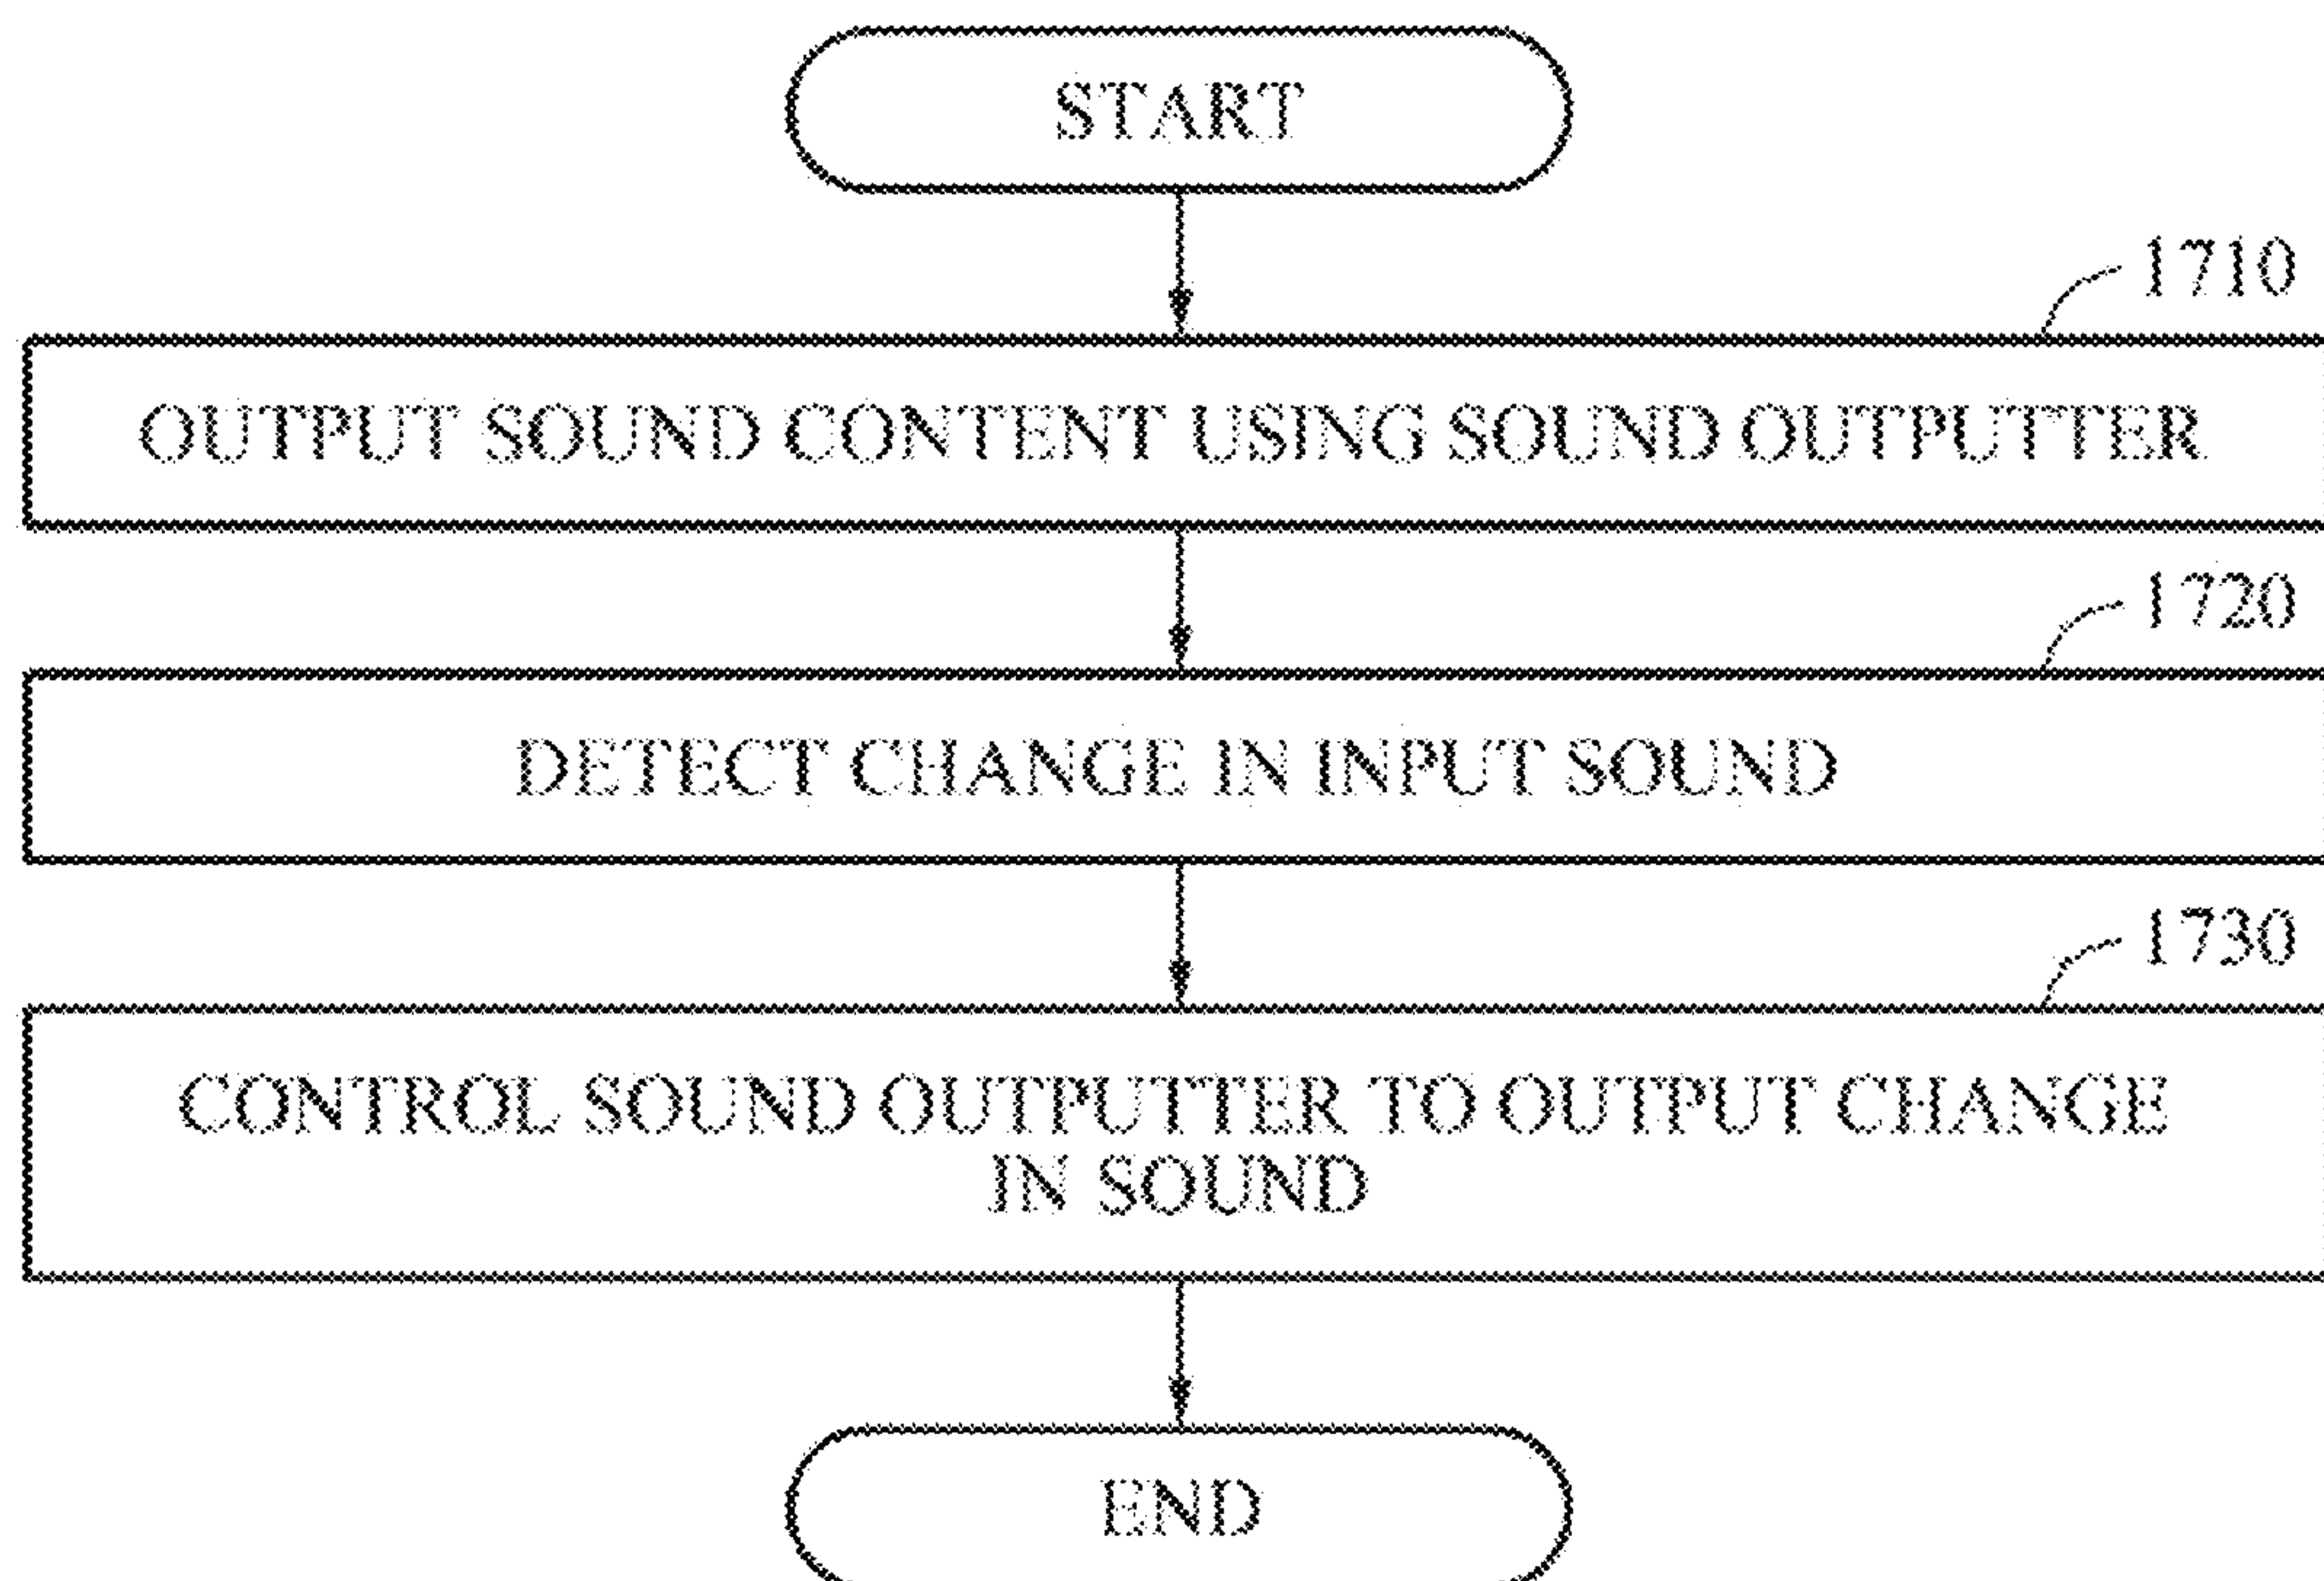 START
1710
OUTPUT SOUND CONTENT USING SOUND OUTPUTTER
1720
DETECT CHANGE IN INPUT SOUND
1730
CONTROL SOUND OUTPUTTER TO OUTPUT CHANGE
IN SOUND
END